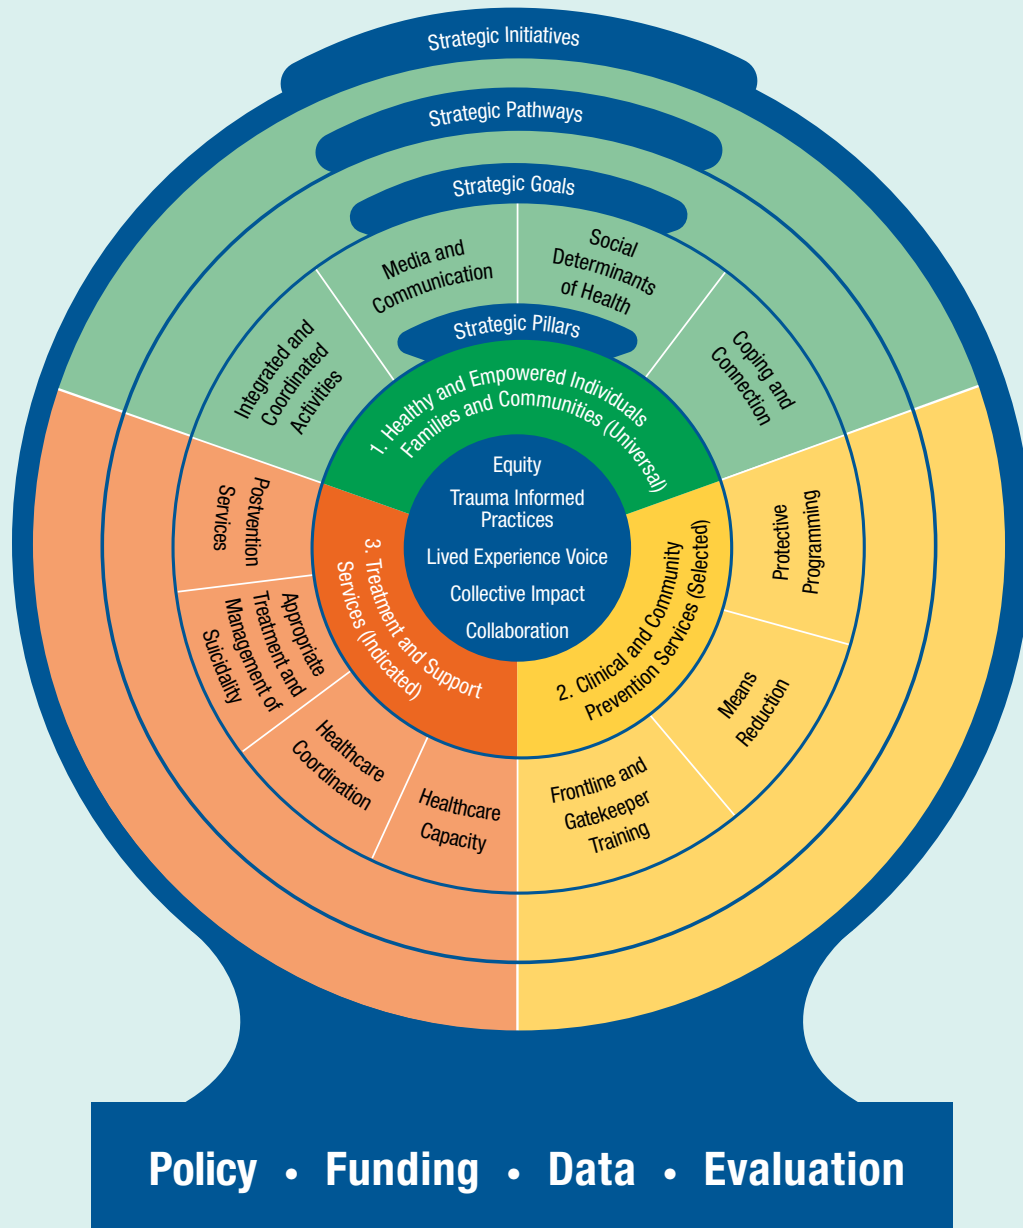 Strategic Initiatives
Strategic Pathways
Strategic Goals
Integrated and
Coordinated
Activities
Media and
Communication
Social
Determinants
of Health
Coping and
Connection
Strategic Pillars
1. Healthy and Empowered Individuals
Families and Communities (Universal)
Equity
Trauma Informed
Practices
Lived Experience Voice
Collective Impact
Collaboration
2. Clinical and Community
Prevention Services (Selected)
Protective
Programming
Means
Reduction
Frontline and
Gatekeeper
Training
3. Treatment and Support
Services (Indicated)
Healthcare
Capacity
Healthcare
Coordination
Appropriate
Treatment and
Management of
Suicidality
Postvention
Services
Policy • Funding • Data • Evaluation